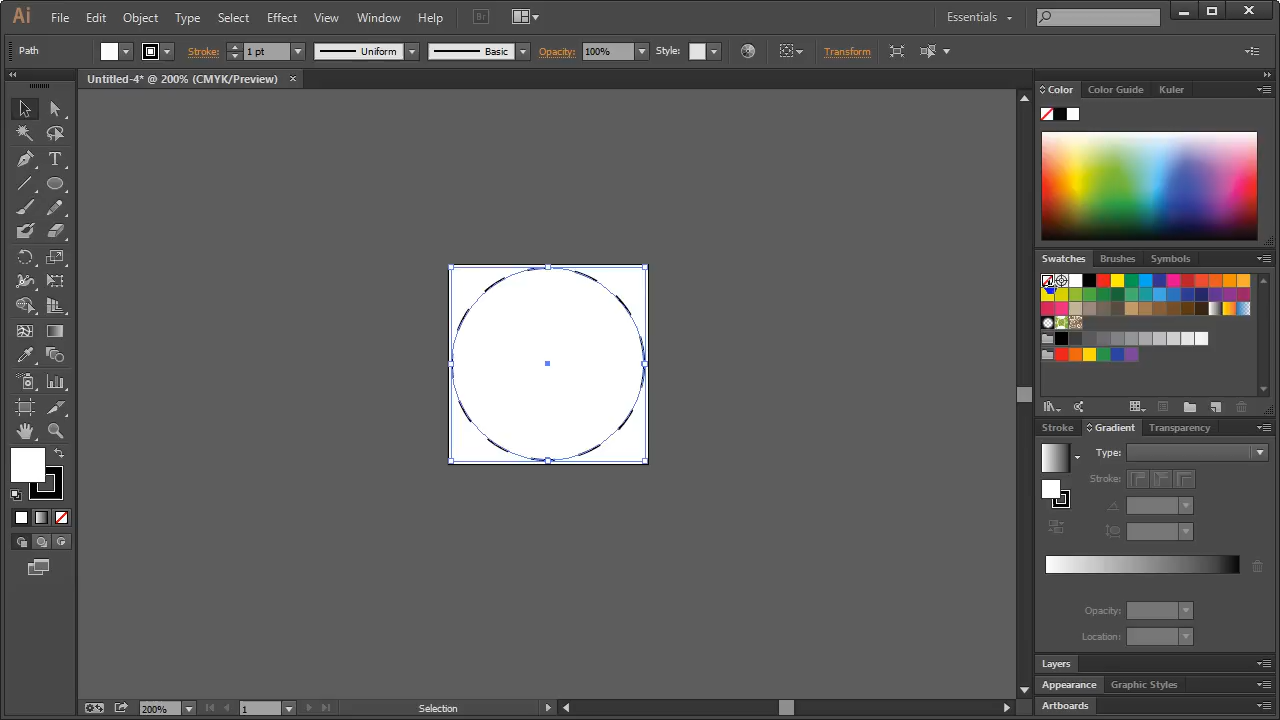 Ai File Edit Object Type Select Effect View Window Help Br Essentials
Path Stroke: 1 pt Uniform Basic Opacity: 100% Style: Transform
Untitled-4* @ 200% (CMYK/Preview)
Color Color Guide Kuler
Swatches Brushes Symbols
Stroke Gradient Transparency
Type:
Stroke:
Opacity:
Location:
Layers
Appearance Graphic Styles
Artboards
200% 1 Selection